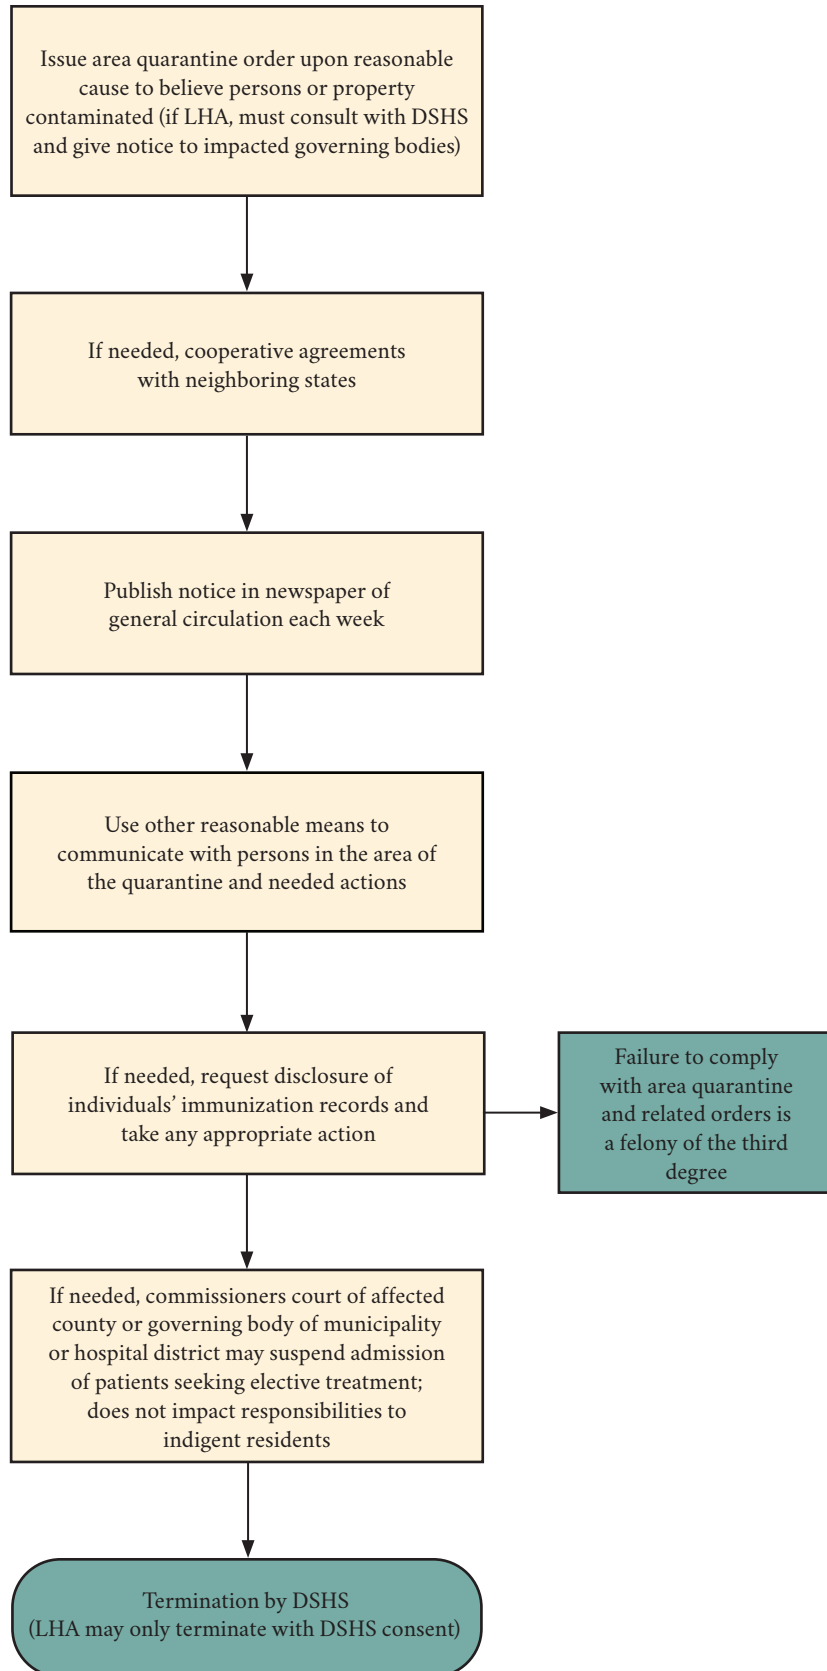 Issue area quarantine order upon reasonable
cause to believe persons or property
contaminated (if LHA, must consult with DSHS
and give notice to impacted governing bodies)
If needed, cooperative agreements
with neighboring states
Publish notice in newspaper of
general circulation each week
Use other reasonable means to
communicate with persons in the area of
the quarantine and needed actions
If needed, request disclosure of
individuals’ immunization records and
take any appropriate action
Failure to comply
with area quarantine
and related orders is
a felony of the third
degree
If needed, commissioners court of affected
county or governing body of municipality
or hospital district may suspend admission
of patients seeking elective treatment;
does not impact responsibilities to
indigent residents
Termination by DSHS
(LHA may only terminate with DSHS consent)